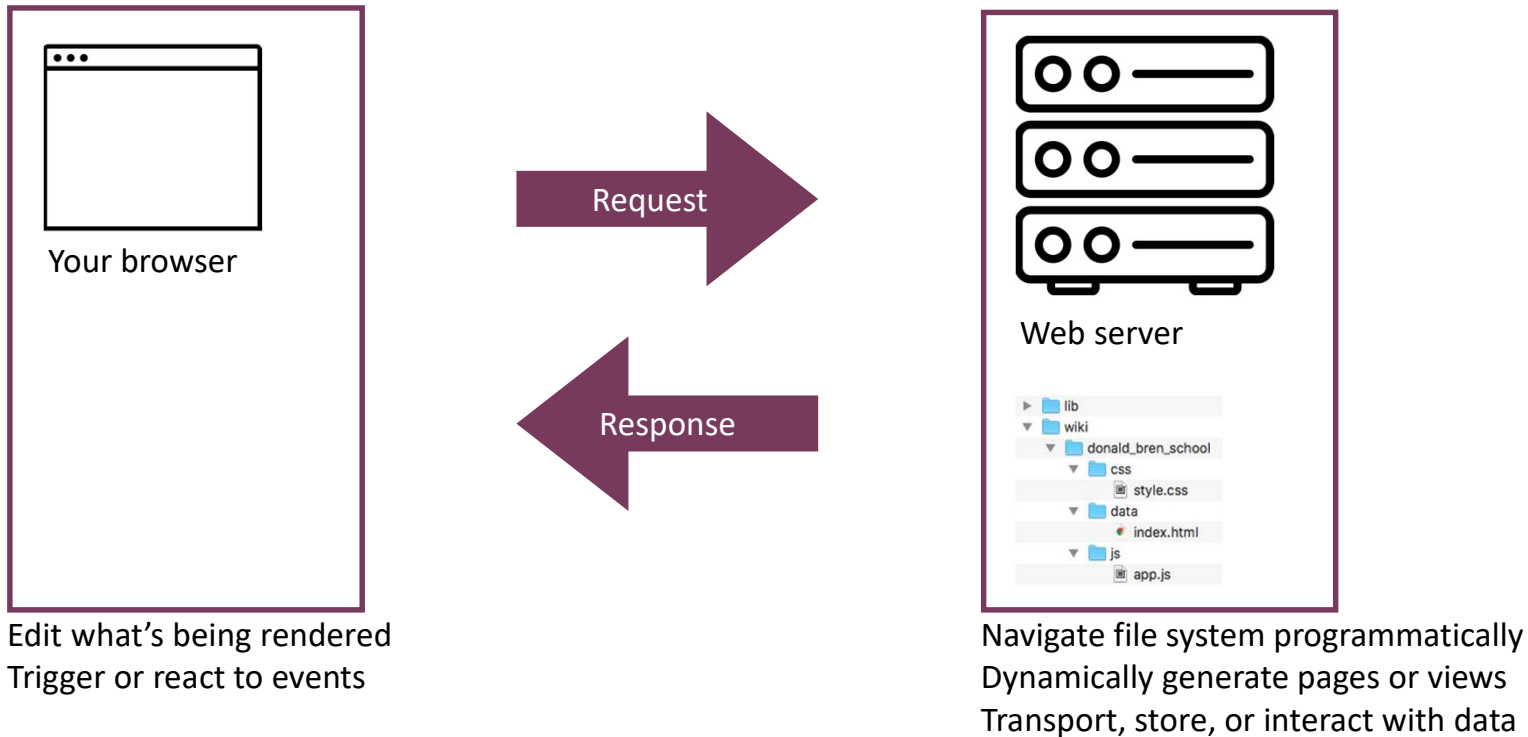 Your browser
Edit what's being rendered
Trigger or react to events
Request
Response
Web server
lib
wiki
donald_bren_school
css
style.css
data
index.html
js
app.js
Navigate file system programmatically
Dynamically generate pages or views
Transport, store, or interact with data